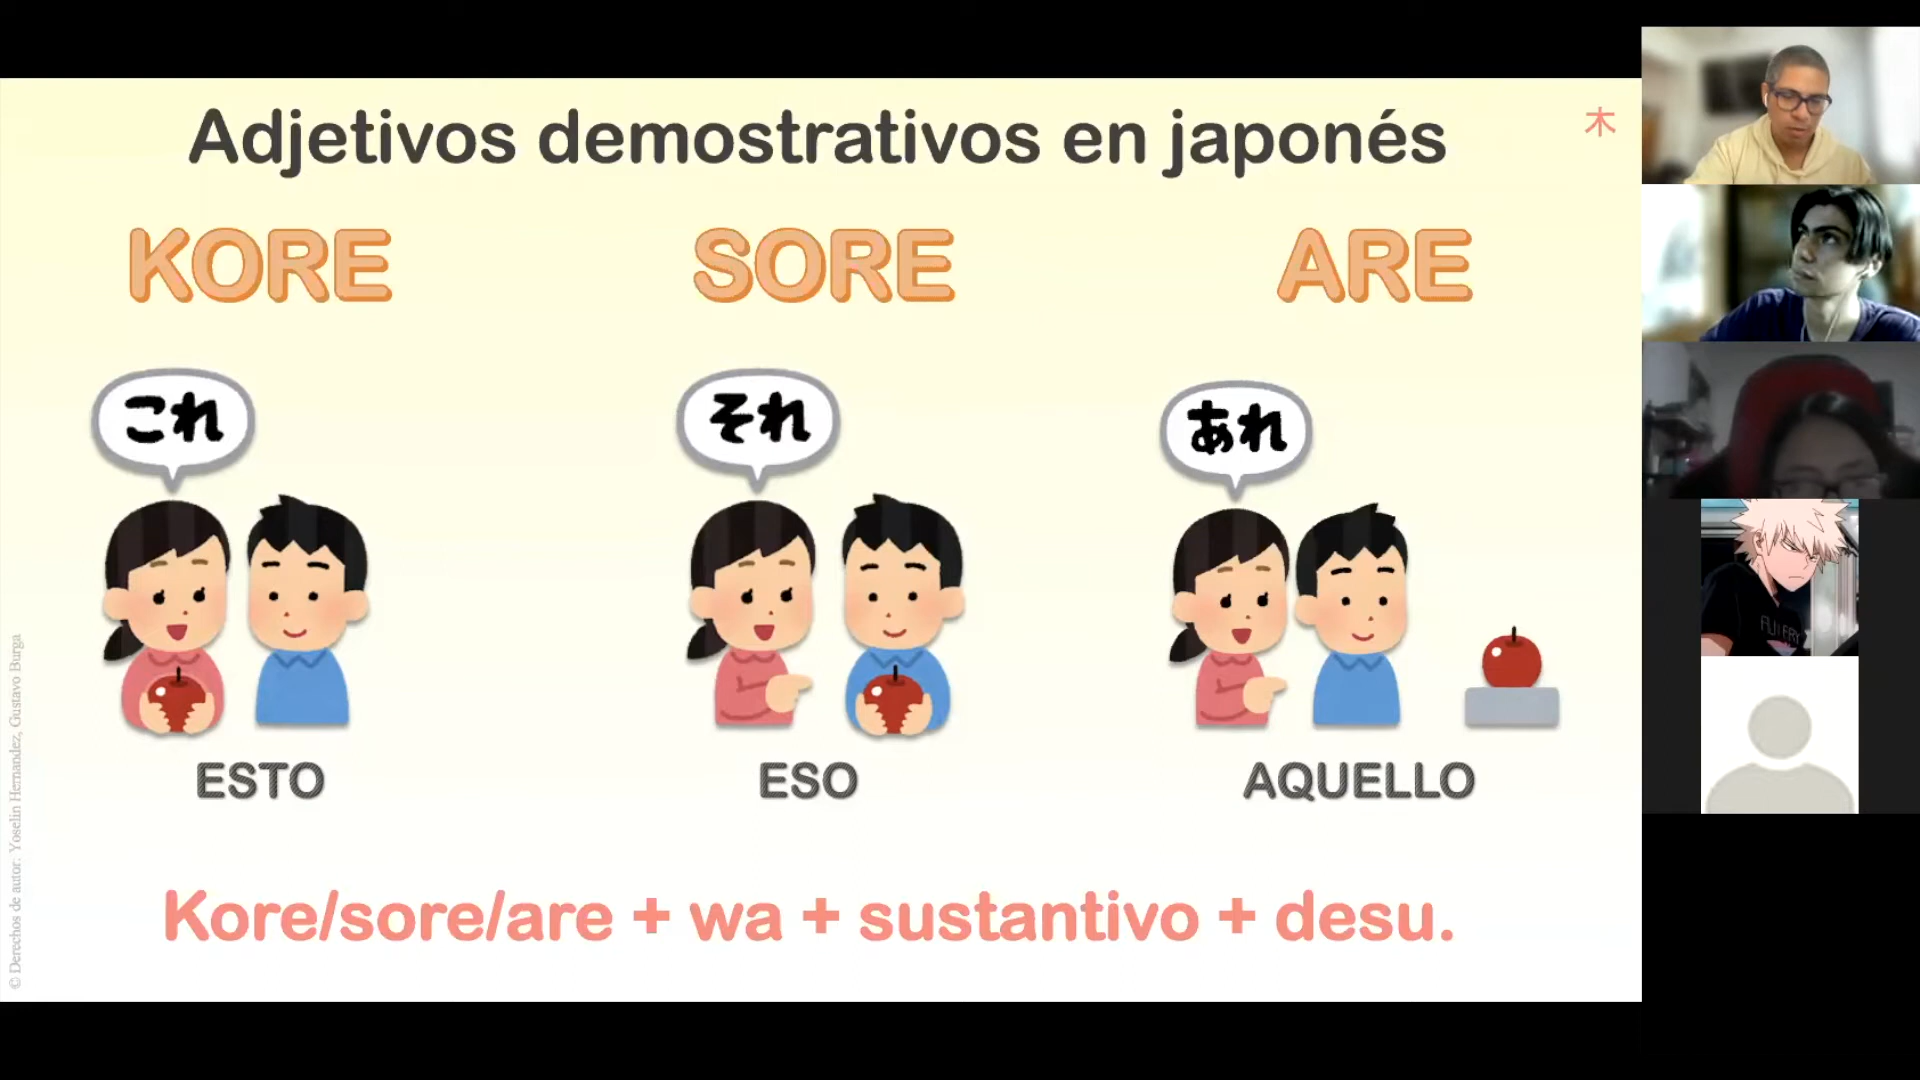 Adjetivos demostrativos en japonés
木
KORE
SORE
ARE
これ
それ
あれ
ESTO
ESO
AQUELLO
Kore/sore/are + wa + sustantivo + desu.
© Derechos de autor: Yoselin Hernandez, Gustavo Burga